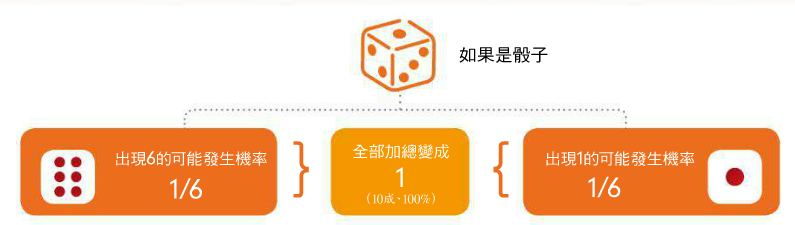 如果是骰子
出現6的可能發生機率
1/6
全部加總變成
1
(10成、100%)
出現1的可能發生機率
1/6